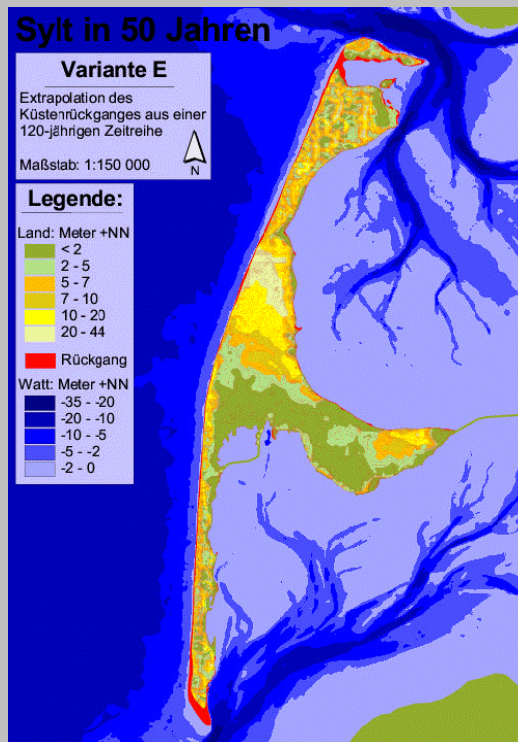 Sylt in 50 Jahren
Variante E
Extrapolation des
Küstenrückganges aus einer
120-jährigen Zeitreihe
Maßstab: 1:150 000
N
Legende:
Land: Meter +NN
< 2
2 - 5
5 - 7
7 - 10
10 - 20
20 - 44
Rückgang
Watt: Meter +NN
-35 - -20
-20 - -10
-10 - -5
-5 - -2
-2 - 0